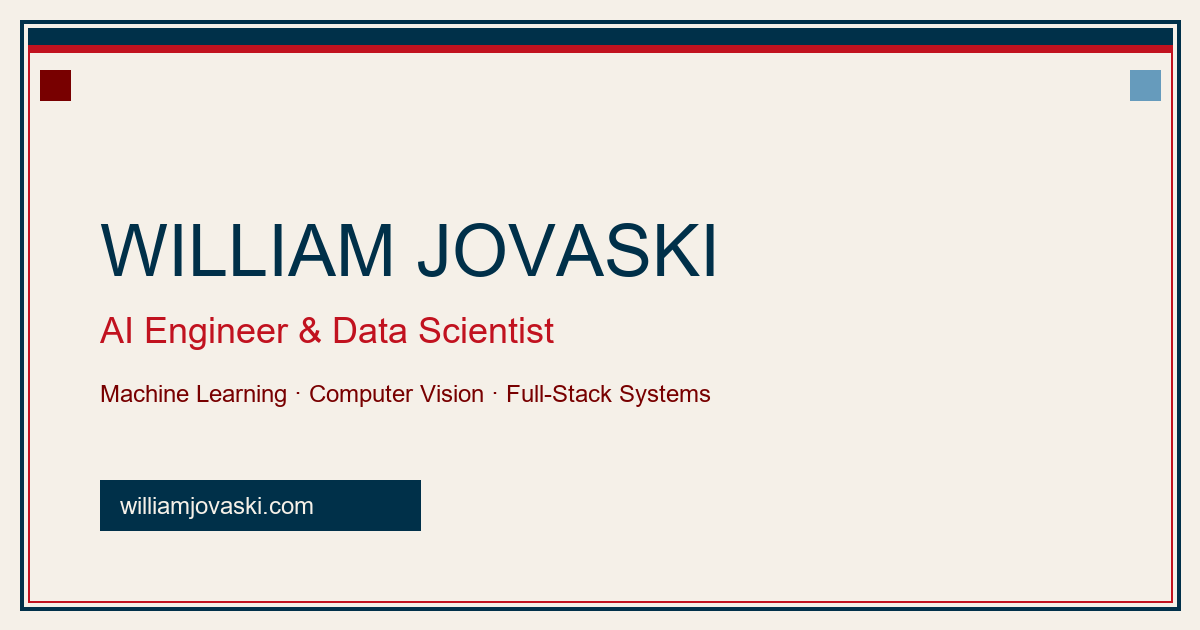 WILLIAM JOVASKI
AI Engineer & Data Scientist
Machine Learning · Computer Vision · Full-Stack Systems
williamjovaski.com